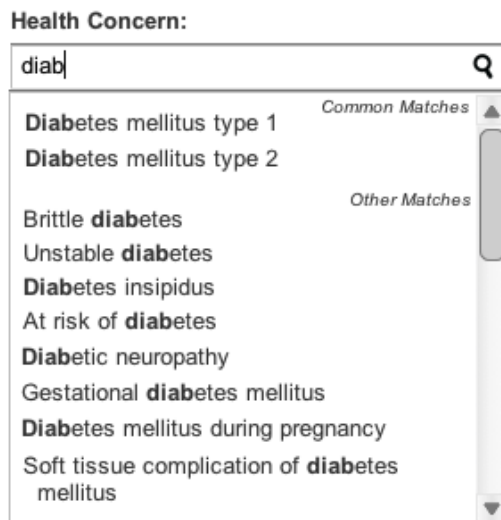 Health Concern:
diab
Common Matches
Diabetes mellitus type 1
Diabetes mellitus type 2
Other Matches
Brittle diabetes
Unstable diabetes
Diabetes insipidus
At risk of diabetes
Diabetic neuropathy
Gestational diabetes mellitus
Diabetes mellitus during pregnancy
Soft tissue complication of diabetes
mellitus